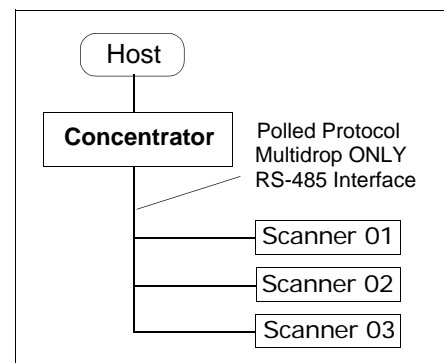 Host
Concentrator
Polled Protocol
Multidrop ONLY
RS-485 Interface
Scanner 01
Scanner 02
Scanner 03